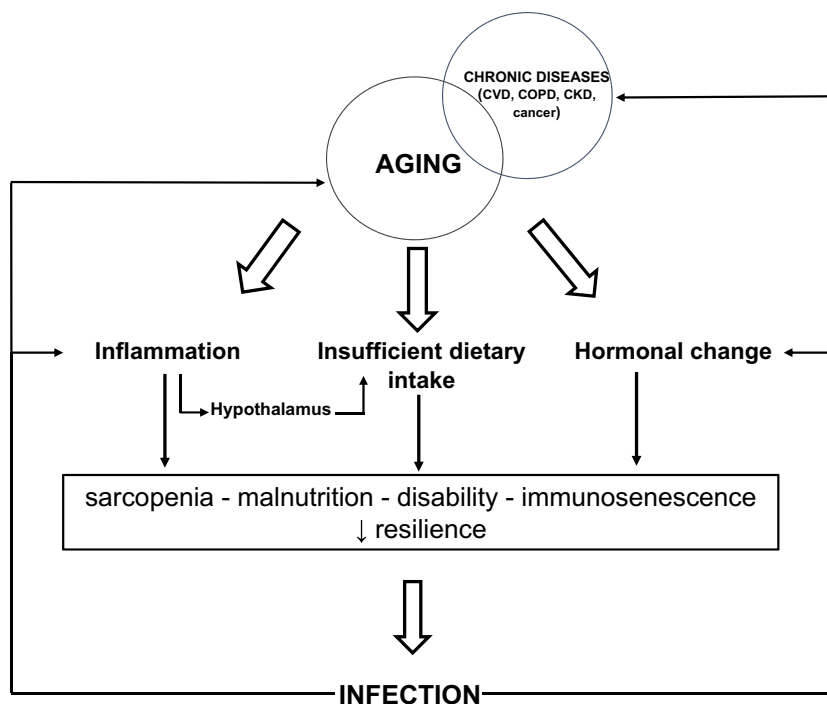 CHRONIC DISEASES
(CVD, COPD, CKD,
cancer)
AGING
Inflammation
Insufficient dietary
intake
Hormonal change
Hypothalamus
sarcopenia - malnutrition - disability - immunosenescence
↓ resilience
INFECTION